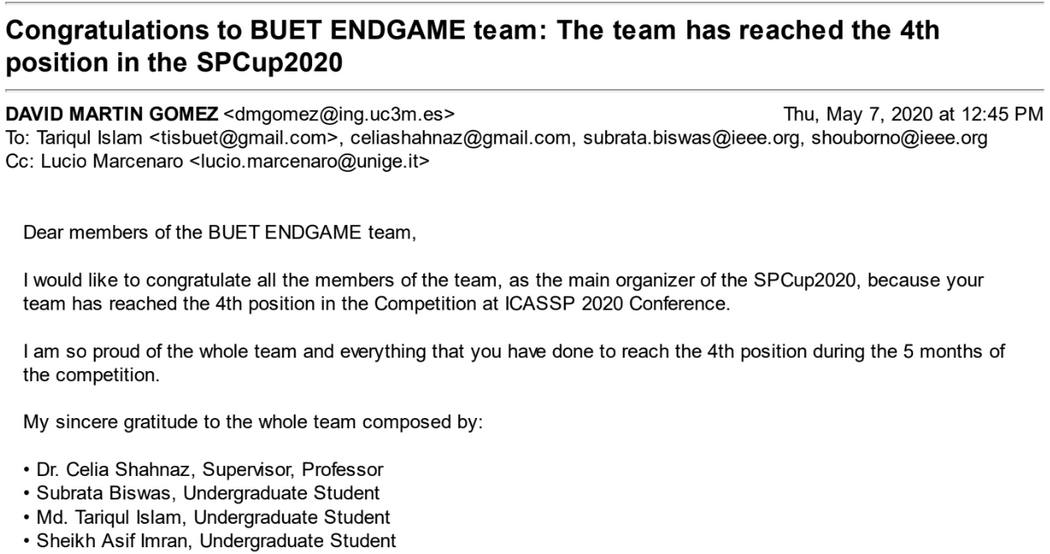 Congratulations to BUET ENDGAME team: The team has reached the 4th
position in the SPCup2020
DAVID MARTIN GOMEZ <dmgomez@ing.uc3m.es> Thu, May 7, 2020 at 12:45 PM
To: Tariqul Islam <tisbuet@gmail.com>, celiashahnaz@gmail.com, subrata.biswas@ieee.org, shouborno@ieee.org
Cc: Lucio Marcenaro <lucio.marcenaro@unige.it>
Dear members of the BUET ENDGAME team,
I would like to congratulate all the members of the team, as the main organizer of the SPCup2020, because your
team has reached the 4th position in the Competition at ICASSP 2020 Conference.
I am so proud of the whole team and everything that you have done to reach the 4th position during the 5 months of
the competition.
My sincere gratitude to the whole team composed by:
• Dr. Celia Shahnaz, Supervisor, Professor
• Subrata Biswas, Undergraduate Student
• Md. Tariqul Islam, Undergraduate Student
• Sheikh Asif Imran, Undergraduate Student